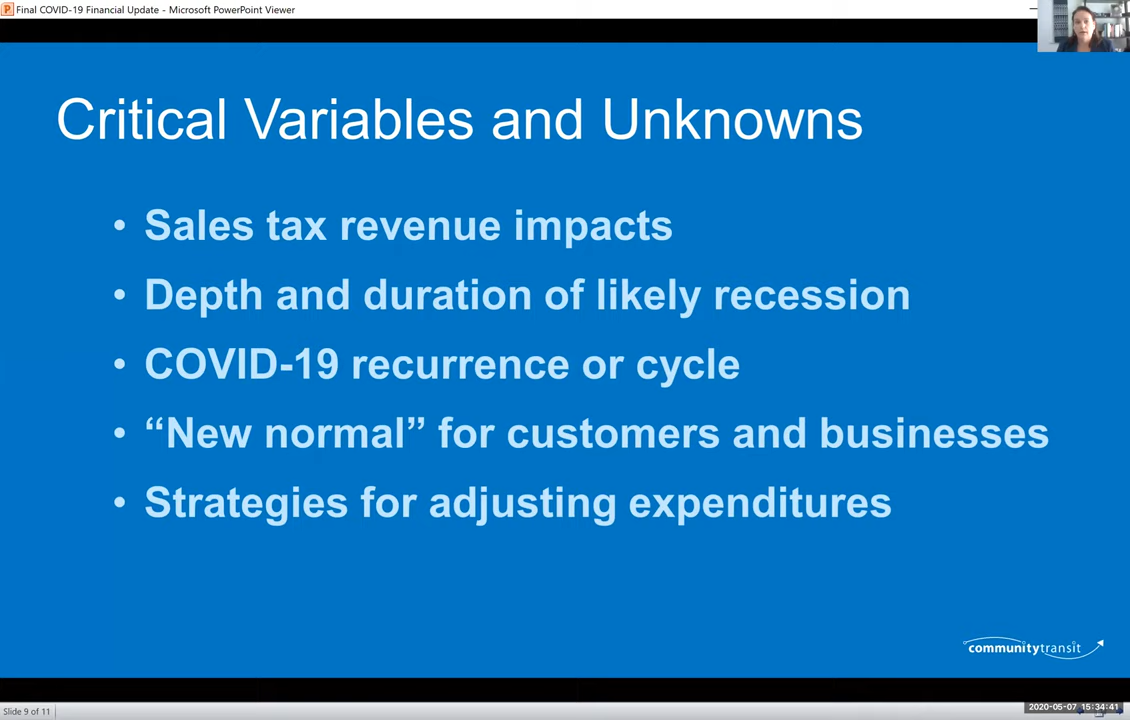 Final COVID-19 Financial Update - Microsoft PowerPoint Viewer
Critical Variables and Unknowns
• Sales tax revenue impacts
• Depth and duration of likely recession
• COVID-19 recurrence or cycle
• “New normal” for customers and businesses
• Strategies for adjusting expenditures
communitytransit
Slide 9 of 11
2020-05-07 15:34:41